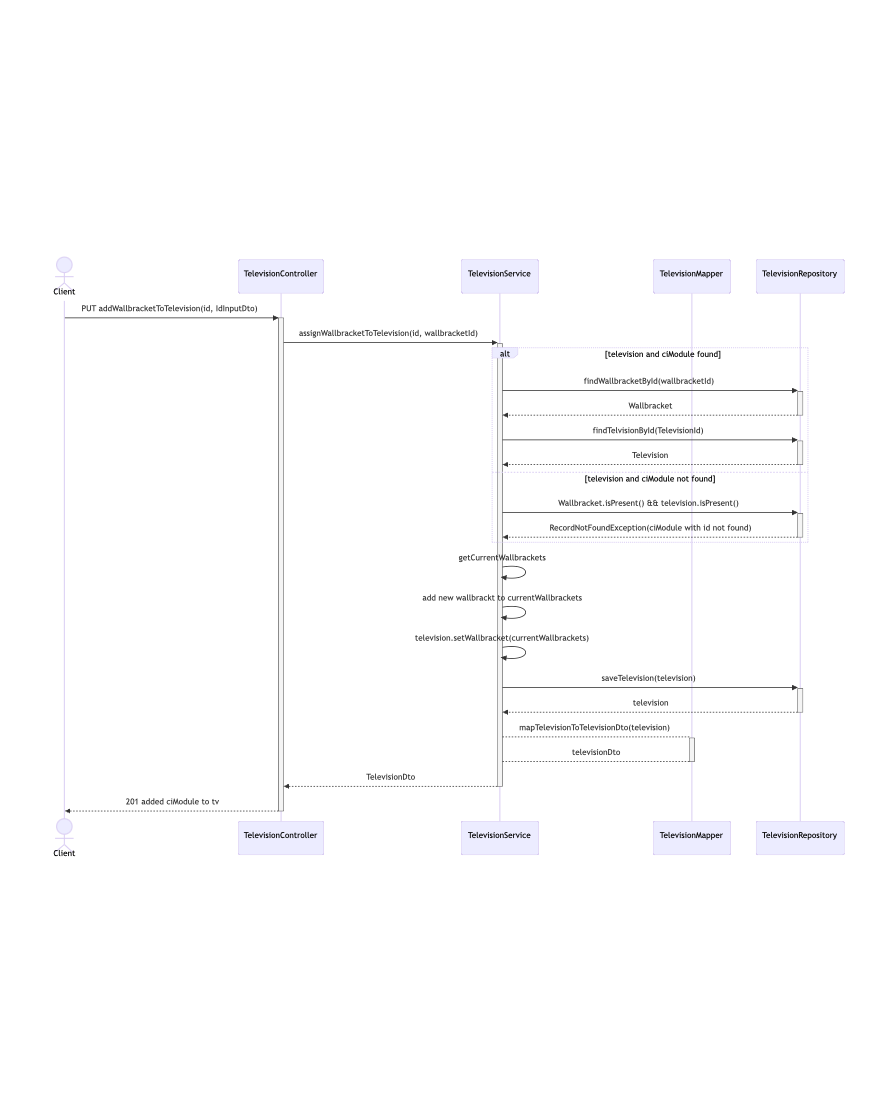 TelevisionController
TelevisionService
TelevisionMapper
TelevisionRepository
Client
PUT addWallbracketToTelevision(id, IdInputDto)
assignWallbracketToTelevision(id, wallbracketId)
alt
[television and ciModule found]
findWallbracketById(wallbracketId)
Wallbracket
findTelvisionById(TelevisionId)
Television
[television and ciModule not found]
Wallbracket.isPresent() && television.isPresent()
RecordNotFoundException(ciModule with id not found)
getCurrentWallbrackets
add new wallbrackt to currentWallbrackets
television.setWallbracket(currentWallbrackets)
saveTelevision(television)
television
mapTelevisionToTelevisionDto(television)
televisionDto
TelevisionDto
201 added ciModule to tv
TelevisionController
TelevisionService
TelevisionMapper
TelevisionRepository
Client